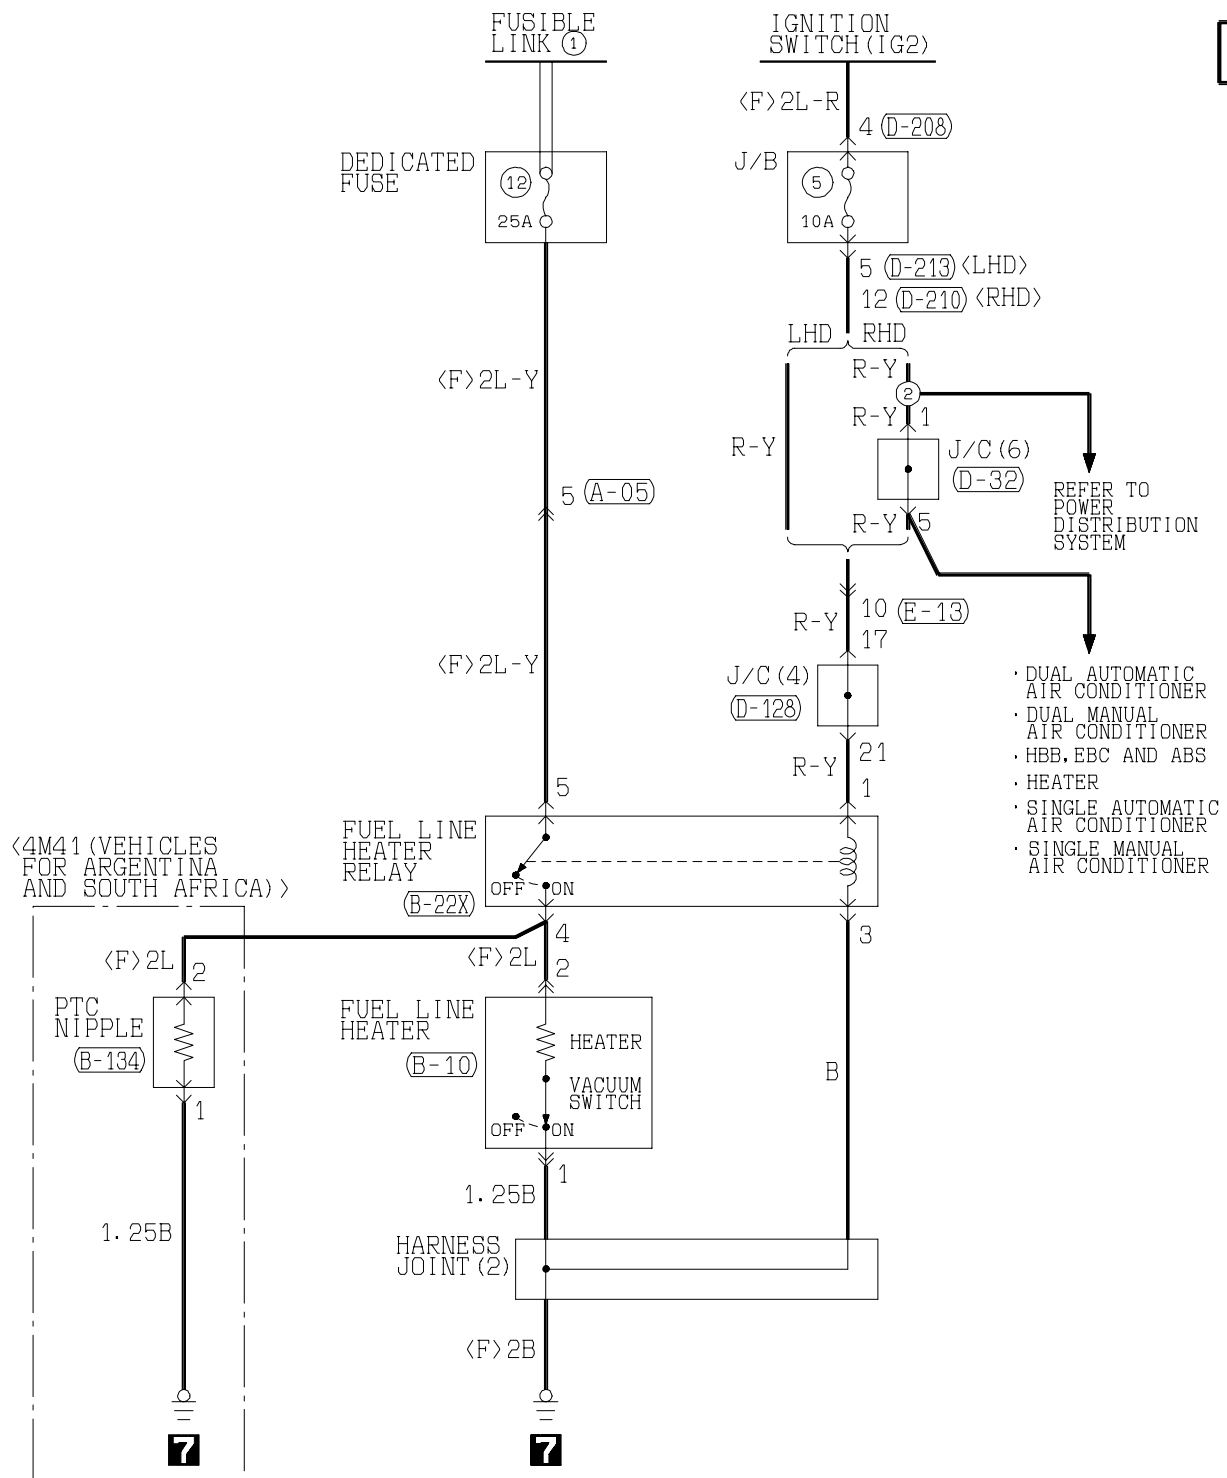 FUSIBLE
LINK ①
IGNITION
SWITCH(IG2)
〈F〉2L-R
4 D-208
DEDICATED
FUSE
12
25A
J/B
5
10A
5 D-213 〈LHD〉
12 D-210 〈RHD〉
LHD RHD
R-Y
2
〈F〉2L-Y
R-Y 1
R-Y
J/C(6)
D-32
5 A-05
R-Y 5
REFER TO
POWER
DISTRIBUTION
SYSTEM
10 E-13
R-Y
17
〈F〉2L-Y
J/C(4)
D-128
· DUAL AUTOMATIC
AIR CONDITIONER
· DUAL MANUAL
AIR CONDITIONER
· HBB,EBC AND ABS
· HEATER
· SINGLE AUTOMATIC
AIR CONDITIONER
· SINGLE MANUAL
AIR CONDITIONER
21
R-Y
5
1
FUEL LINE
HEATER
RELAY
B-22X
OFF ON
〈4M41(VEHICLES
FOR ARGENTINA
AND SOUTH AFRICA)〉
4
3
〈F〉2L
2
〈F〉2L
2
PTC
NIPPLE
B-134
FUEL LINE
HEATER
B-10
HEATER
VACUUM
SWITCH
OFF ON
B
1
1
1.25B
1.25B
HARNESS
JOINT(2)
〈F〉2B
7
7